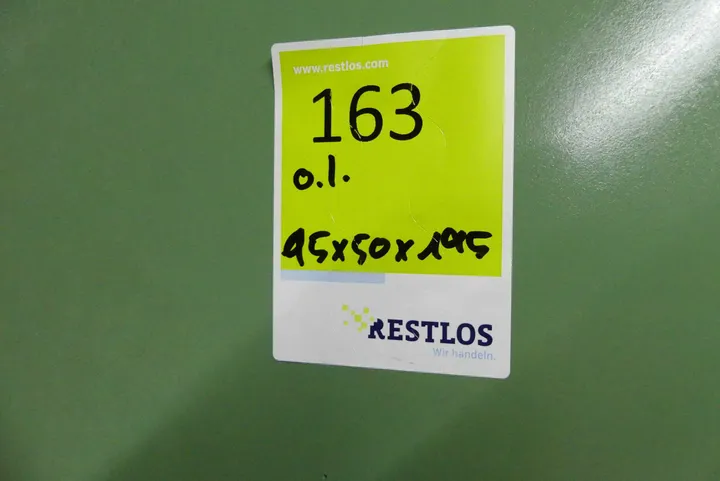 www.restlos.com
163
o.l.
95x50x195
RESTLOS
Wir handeln.